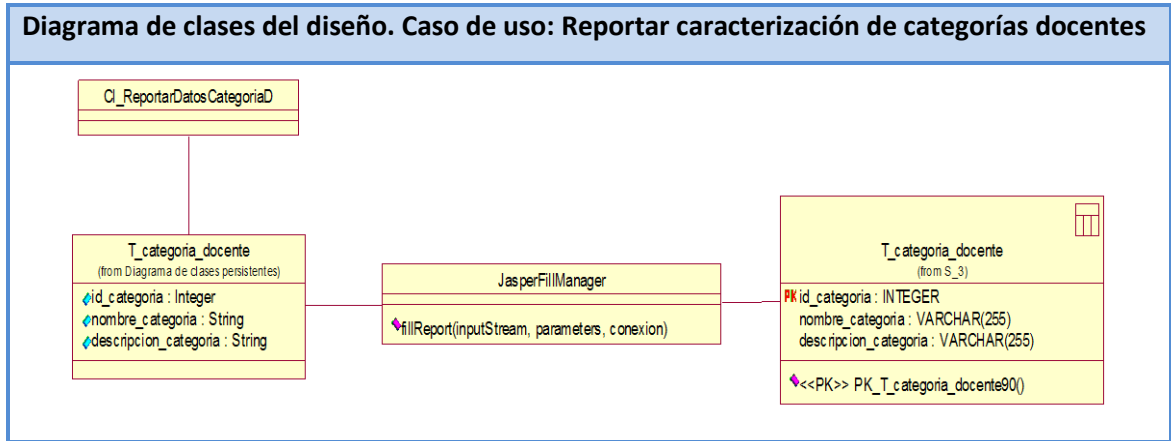 Diagrama de clases del diseño. Caso de uso: Reportar caracterización de categorías docentes
CI_ReportarDatosCategoriaD
T_categoria_docente
(from Diagrama de clases persistentes)
id_categoria : Integer
nombre_categoria : String
descripcion_categoria : String
JasperFillManager
fillReport(inputStream, parameters, conexion)
T_categoria_docente
(from S_3)
PK id_categoria : INTEGER
nombre_categoria : VARCHAR(255)
descripcion_categoria : VARCHAR(255)
<<PK>> PK_T_categoria_docente90()